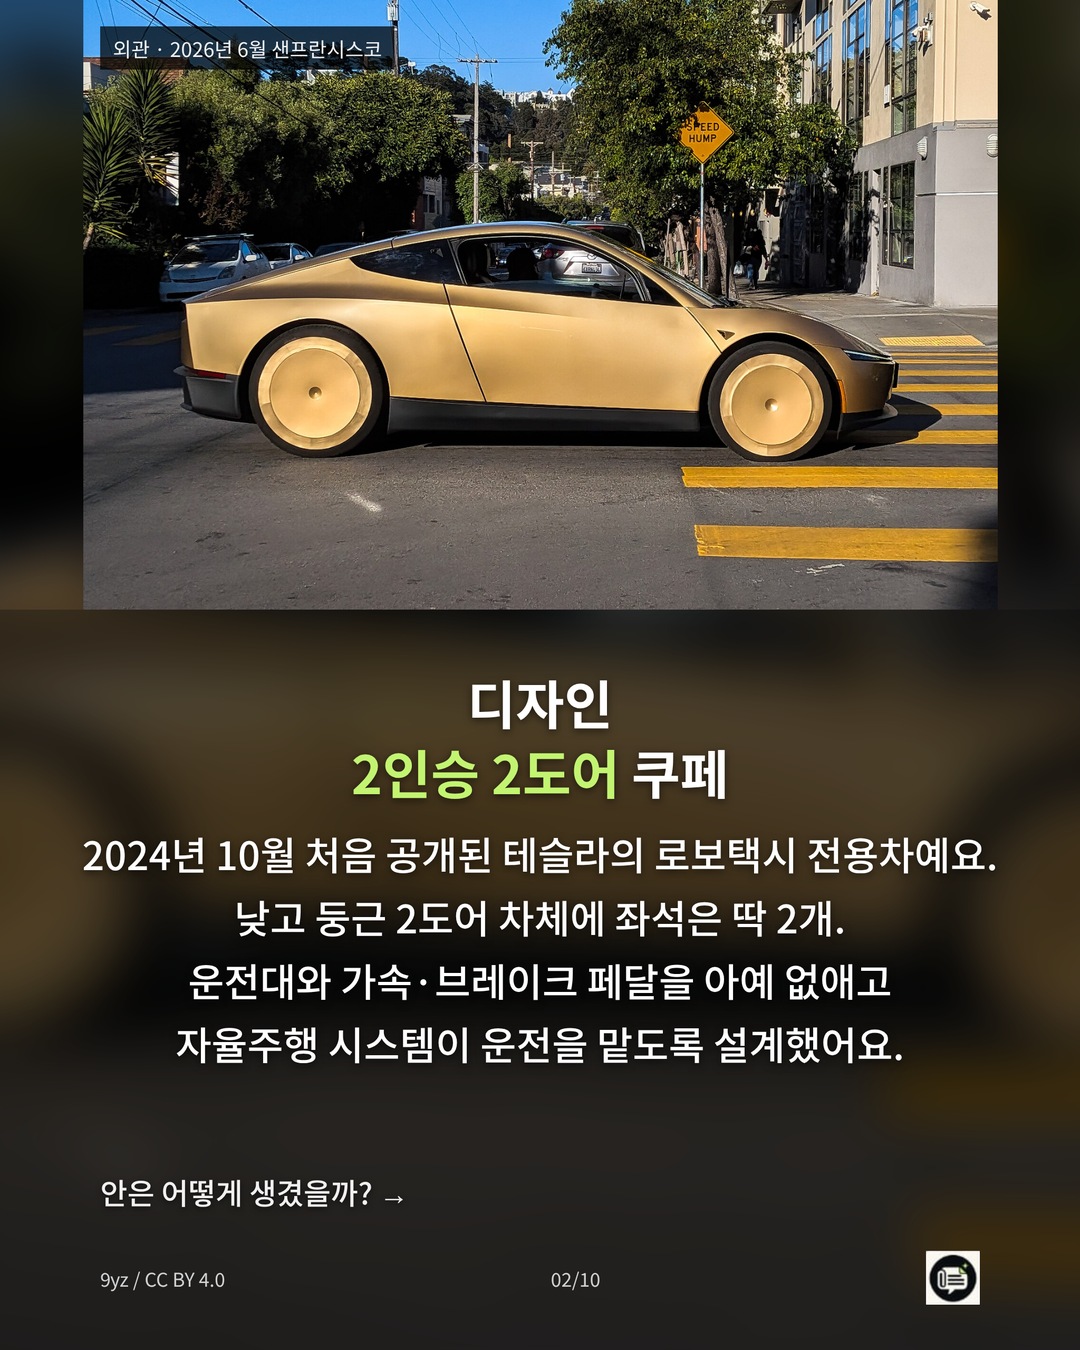 외관 · 2026년 6월 샌프란시스코
SPEED
HUMP
디자인
2인승 2도어 쿠페
2024년 10월 처음 공개된 테슬라의 로보택시 전용차예요.
낮고 둥근 2도어 차체에 좌석은 딱 2개.
운전대와 가속·브레이크 페달을 아예 없애고
자율주행 시스템이 운전을 맡도록 설계했어요.
안은 어떻게 생겼을까? →
9yz / CC BY 4.0
02/10